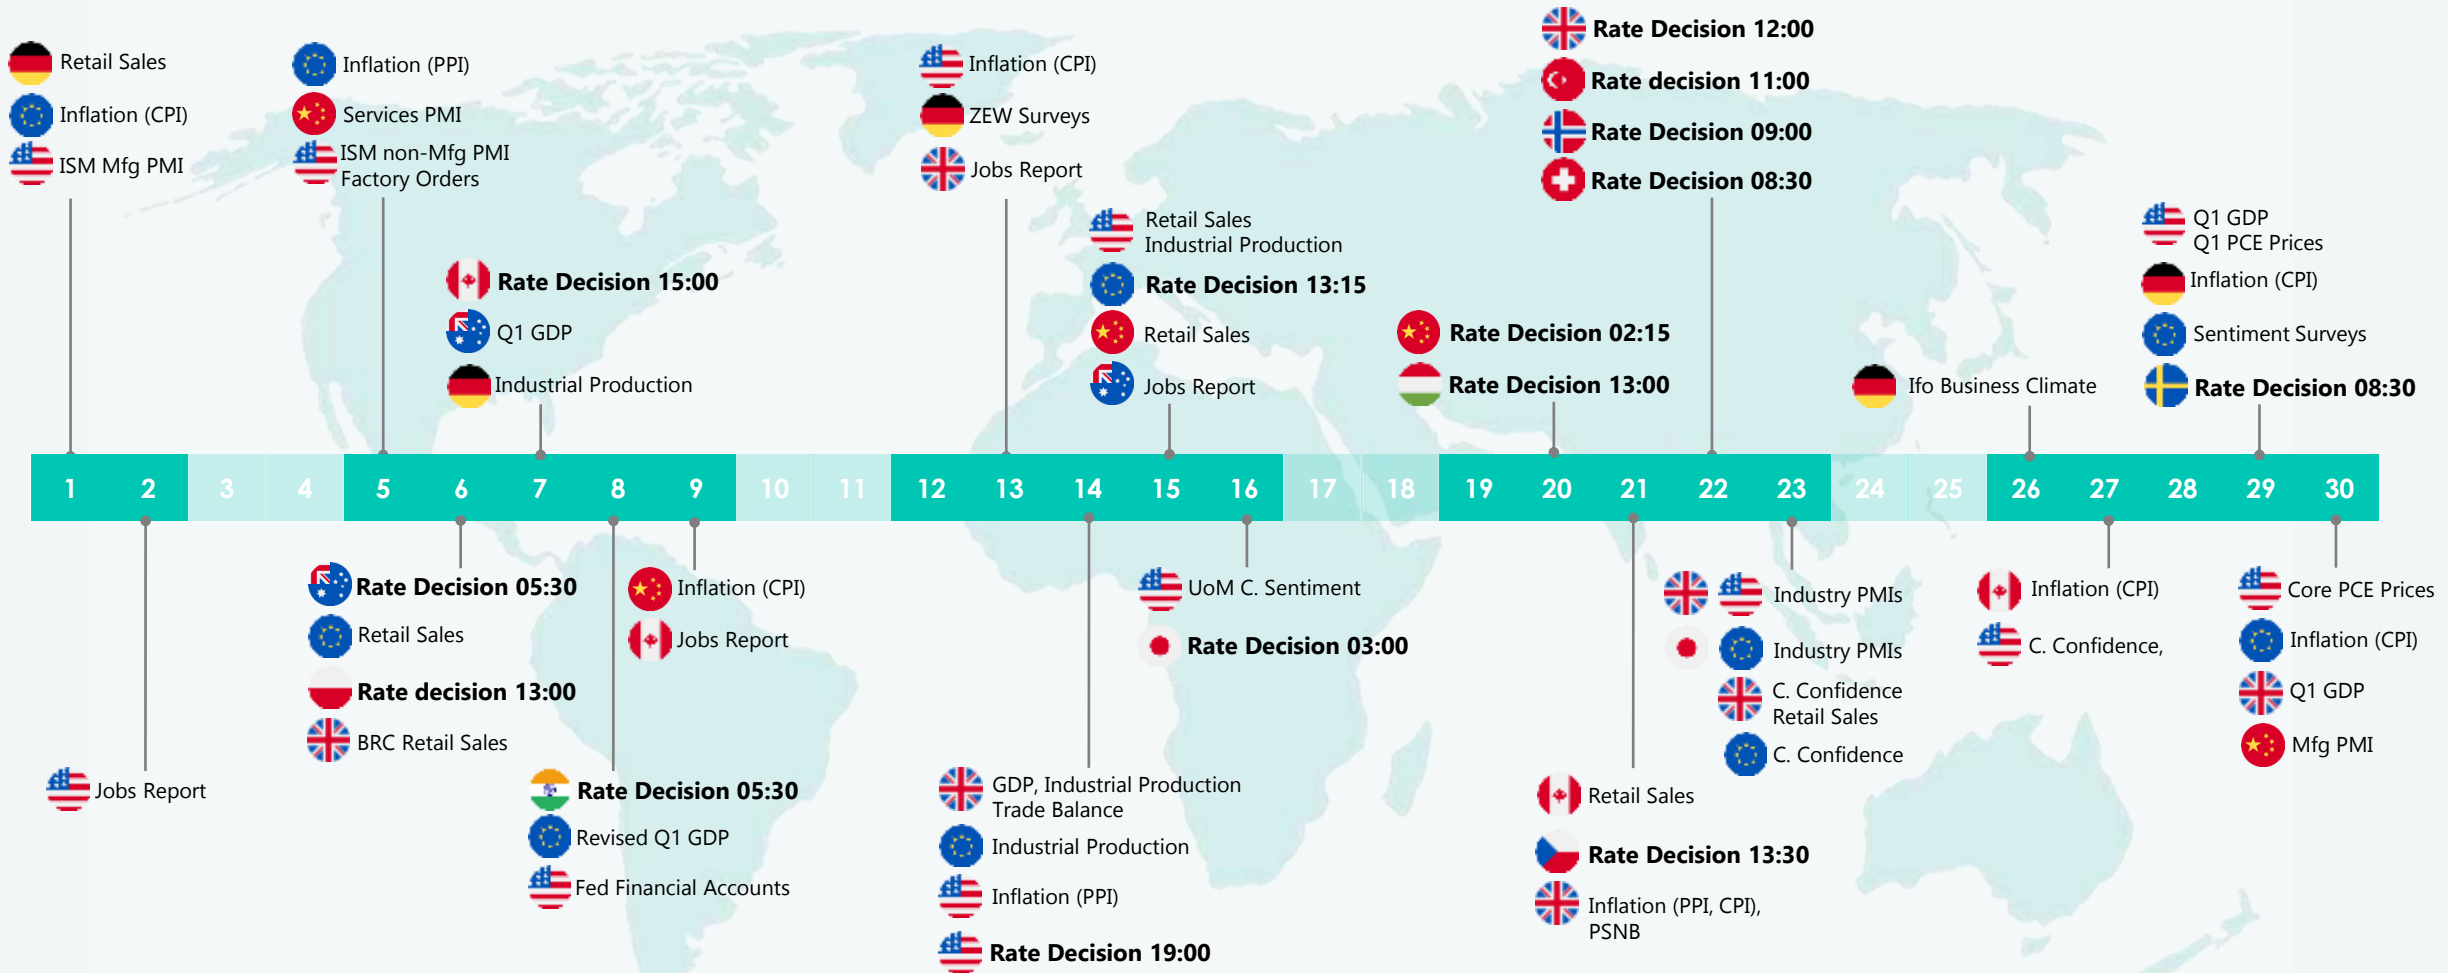 Retail Sales
Inflation (CPI)
ISM Mfg PMI
Inflation (PPI)
Services PMI
ISM non-Mfg PMI
Factory Orders
Rate Decision 15:00
Q1 GDP
Industrial Production
Inflation (CPI)
ZEW Surveys
Jobs Report
Retail Sales
Industrial Production
Rate Decision 13:15
Retail Sales
Jobs Report
Rate Decision 02:15
Rate Decision 13:00
Rate Decision 12:00
Rate decision 11:00
Rate Decision 09:00
Rate Decision 08:30
Ifo Business Climate
Q1 GDP
Q1 PCE Prices
Inflation (CPI)
Sentiment Surveys
Rate Decision 08:30
1 2 3 4 5 6 7 8 9 10 11 12 13 14 15 16 17 18 19 20 21 22 23 24 25 26 27 28 29 30
Jobs Report
Rate Decision 05:30
Retail Sales
Rate decision 13:00
BRC Retail Sales
Rate Decision 05:30
Revised Q1 GDP
Fed Financial Accounts
Inflation (CPI)
Jobs Report
GDP, Industrial Production
Trade Balance
Industrial Production
Inflation (PPI)
Rate Decision 19:00
UoM C. Sentiment
Rate Decision 03:00
Retail Sales
Rate Decision 13:30
Inflation (PPI, CPI),
PSNB
Industry PMIs
Industry PMIs
C. Confidence
Retail Sales
C. Confidence
Inflation (CPI)
C. Confidence,
Core PCE Prices
Inflation (CPI)
Q1 GDP
Mfg PMI